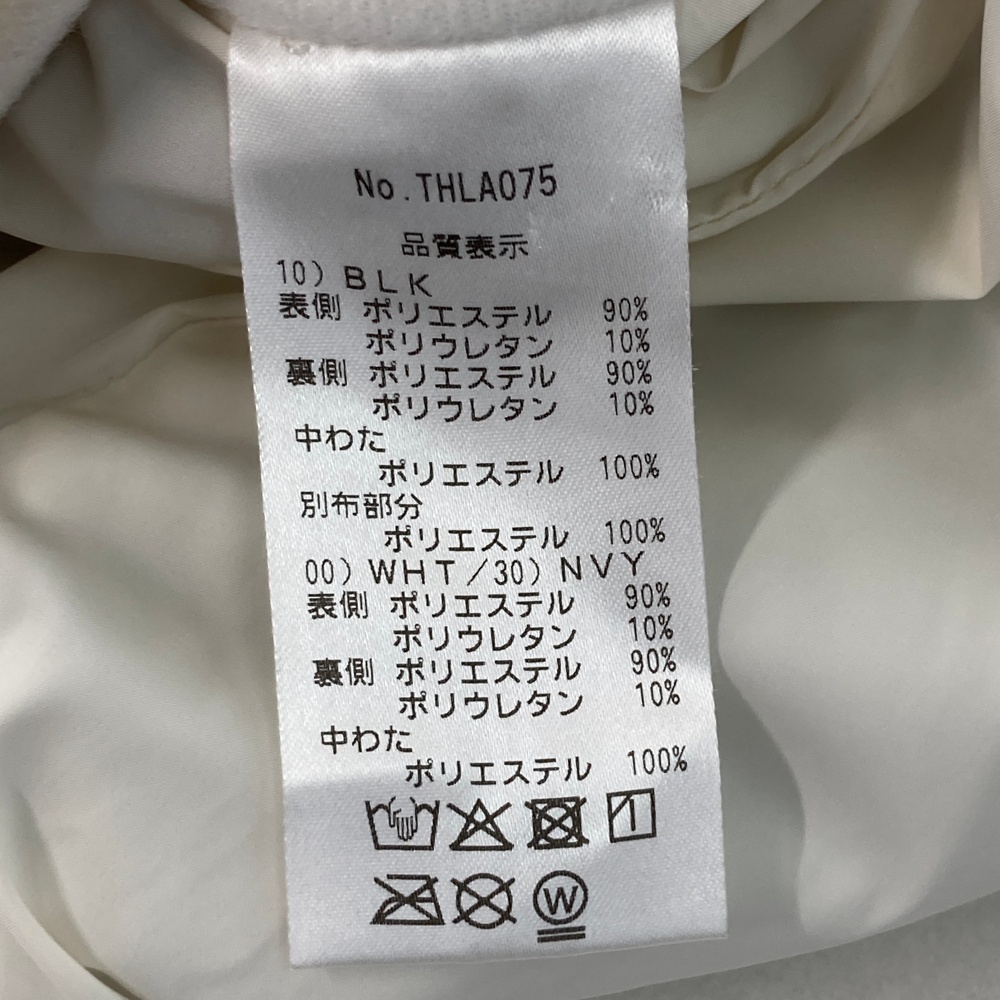 No.THLA075
品質表示
10)BLK
表側 ポリエステル 90%
ポリウレタン 10%
裏側 ポリエステル 90%
ポリウレタン 10%
中わた
ポリエステル 100%
別布部分
ポリエステル 100%
00)WHT/30)NVY
表側 ポリエステル 90%
ポリウレタン 10%
裏側 ポリエステル 90%
ポリウレタン 10%
中わた
ポリエステル 100%
W